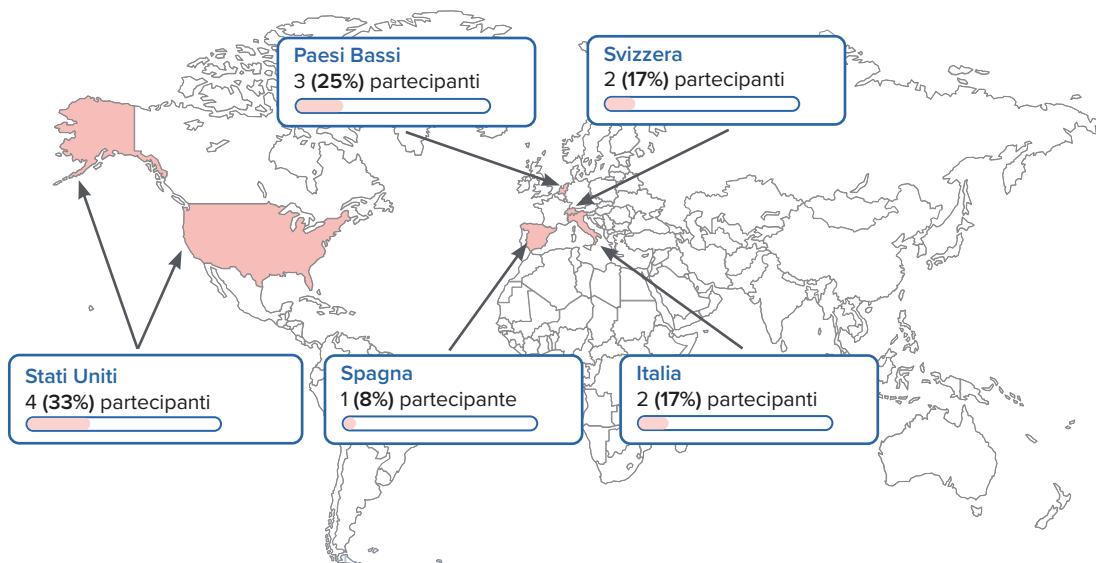 Paesi Bassi
3 (25%) partecipanti
Svizzera
2 (17%) partecipanti
Stati Uniti
4 (33%) partecipanti
Spagna
1 (8%) partecipante
Italia
2 (17%) partecipanti